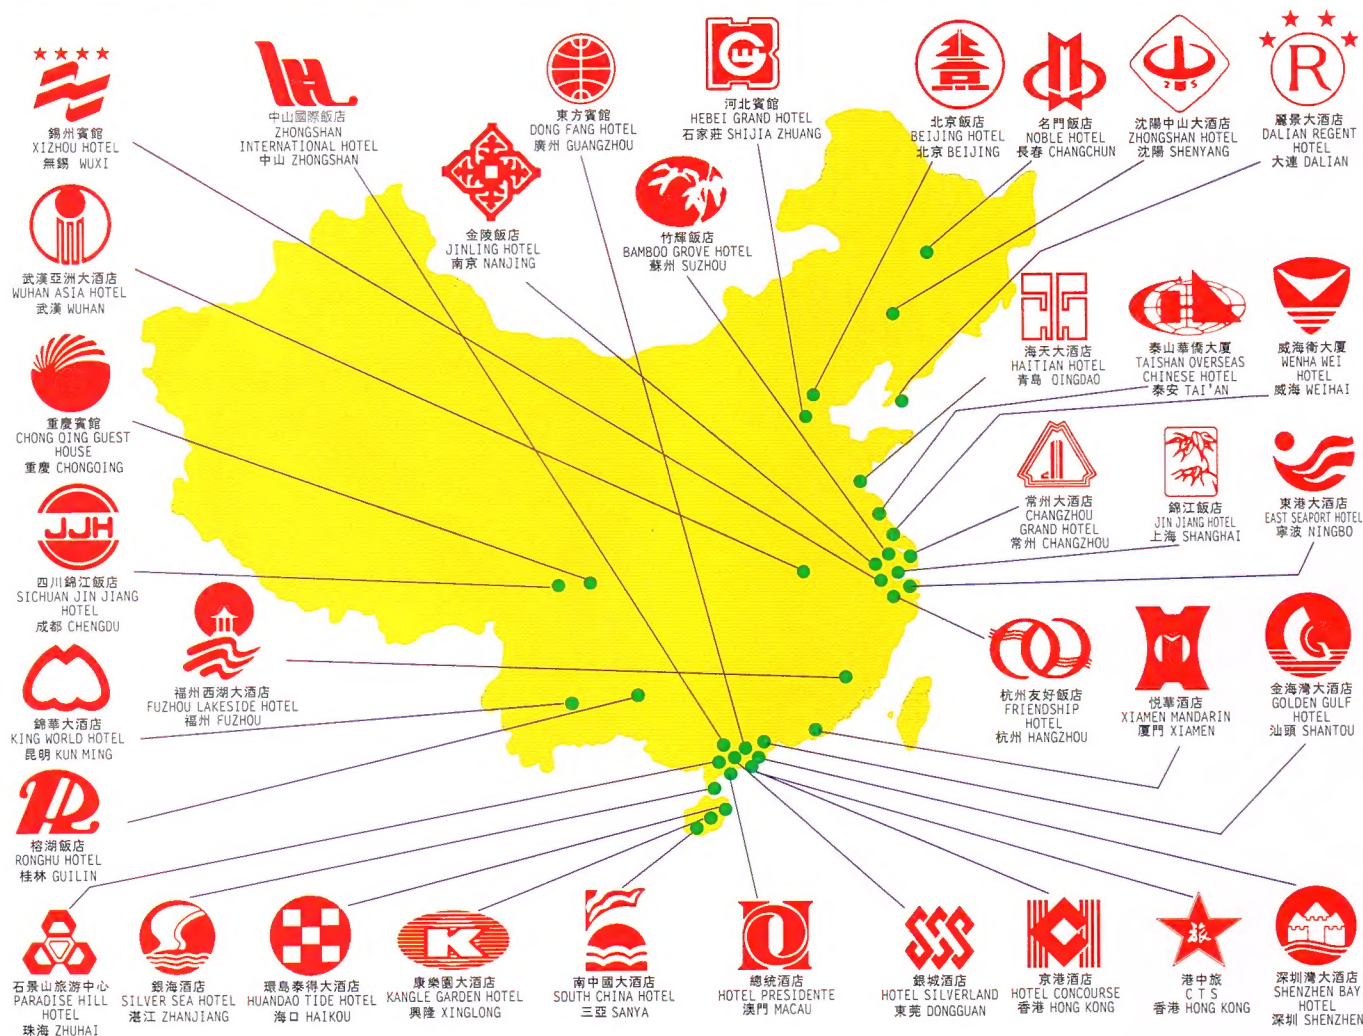 錫州賓館
XIZHOU HOTEL
無錫 WUXI
中山國際飯店
ZHONGSHAN
INTERNATIONAL HOTEL
中山 ZHONGSHAN
東方賓館
DONG FANG HOTEL
廣州 GUANGZHOU
河北賓館
HEBEI GRAND HOTEL
石家莊 SHIJIA ZHUANG
北京飯店
BEIJING HOTEL
北京 BEIJING
名門飯店
NOBLE HOTEL
長春 CHANGCHUN
2 S
沈陽中山大酒店
ZHONGSHAN HOTEL
沈陽 SHENYANG
R
麗景大酒店
DALIAN REGENT
HOTEL
大連 DALIAN
武漢亞洲大酒店
WUHAN ASIA HOTEL
武漢 WUHAN
金陵飯店
JINLING HOTEL
南京 NANJING
竹輝飯店
BAMBOO GROVE HOTEL
蘇州 SUZHOU
海天大酒店
HAITIAN HOTEL
青島 QINGDAO
泰山華僑大厦
TAISHAN OVERSEAS
CHINESE HOTEL
泰安 TAI'AN
威海衛大厦
WENHA WEI
HOTEL
威海 WEIHAI
重慶賓館
CHONG QING GUEST
HOUSE
重慶 CHONGQING
常州大酒店
CHANGZHOU
GRAND HOTEL
常州 CHANGZHOU
錦江飯店
JIN JIANG HOTEL
上海 SHANGHAI
東港大酒店
EAST SEAPORT HOTEL
寧波 NINGBO
JJH
四川錦江飯店
SICHUAN JIN JIANG
HOTEL
成都 CHENGDU
福州西湖大酒店
FUZHOU LAKESIDE HOTEL
福州 FUZHOU
杭州友好飯店
FRIENDSHIP
HOTEL
杭州 HANGZHOU
悦華酒店
XIAMEN MANDARIN
厦門 XIAMEN
金海灣大酒店
GOLDEN GULF
HOTEL
汕頭 SHANTOU
錦華大酒店
KING WORLD HOTEL
昆明 KUN MING
榕湖飯店
RONGHU HOTEL
桂林 GUILIN
石景山旅游中心
PARADISE HILL
HOTEL
珠海 ZHUHAI
銀海酒店
SILVER SEA HOTEL
湛江 ZHANJIANG
環島泰得大酒店
HUANDAO TIDE HOTEL
海口 HAIKOU
K
康樂園大酒店
KANGLE GARDEN HOTEL
興隆 XINGLONG
南中國大酒店
SOUTH CHINA HOTEL
三亞 SANYA
總統酒店
HOTEL PRESIDENTE
澳門 MACAU
銀城酒店
HOTEL SILVERLAND
東莞 DONGGUAN
京港酒店
HOTEL CONCOURSE
香港 HONG KONG
旅
港中旅
C T S
香港 HONG KONG
深圳灣大酒店
SHENZHEN BAY
HOTEL
深圳 SHENZHEN